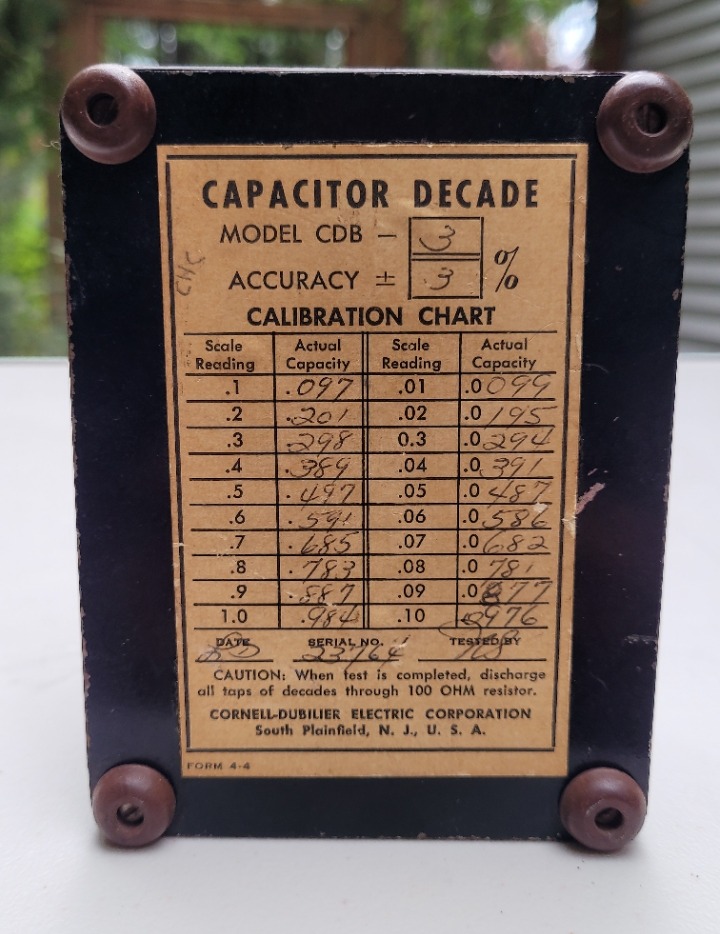 CAPACITOR DECADE
MODEL CDB – 3
ACCURACY ± 3 %
CHC
CALIBRATION CHART
Scale Reading Actual Capacity Scale Reading Actual Capacity
.1 .097 .01 .0099
.2 .201 .02 .0195
.3 .298 0.3 .0294
.4 .389 .04 .0391
.5 .497 .05 .0487
.6 .591 .06 .0586
.7 .685 .07 .0682
.8 .783 .08 .0781
.9 .887 .09 .0877
1.0 .984 .10 .0976
DATE SERIAL NO. TESTED BY
23764
CAUTION: When test is completed, discharge
all taps of decades through 100 OHM resistor.
CORNELL-DUBILIER ELECTRIC CORPORATION
South Plainfield, N. J., U. S. A.
FORM 4-4